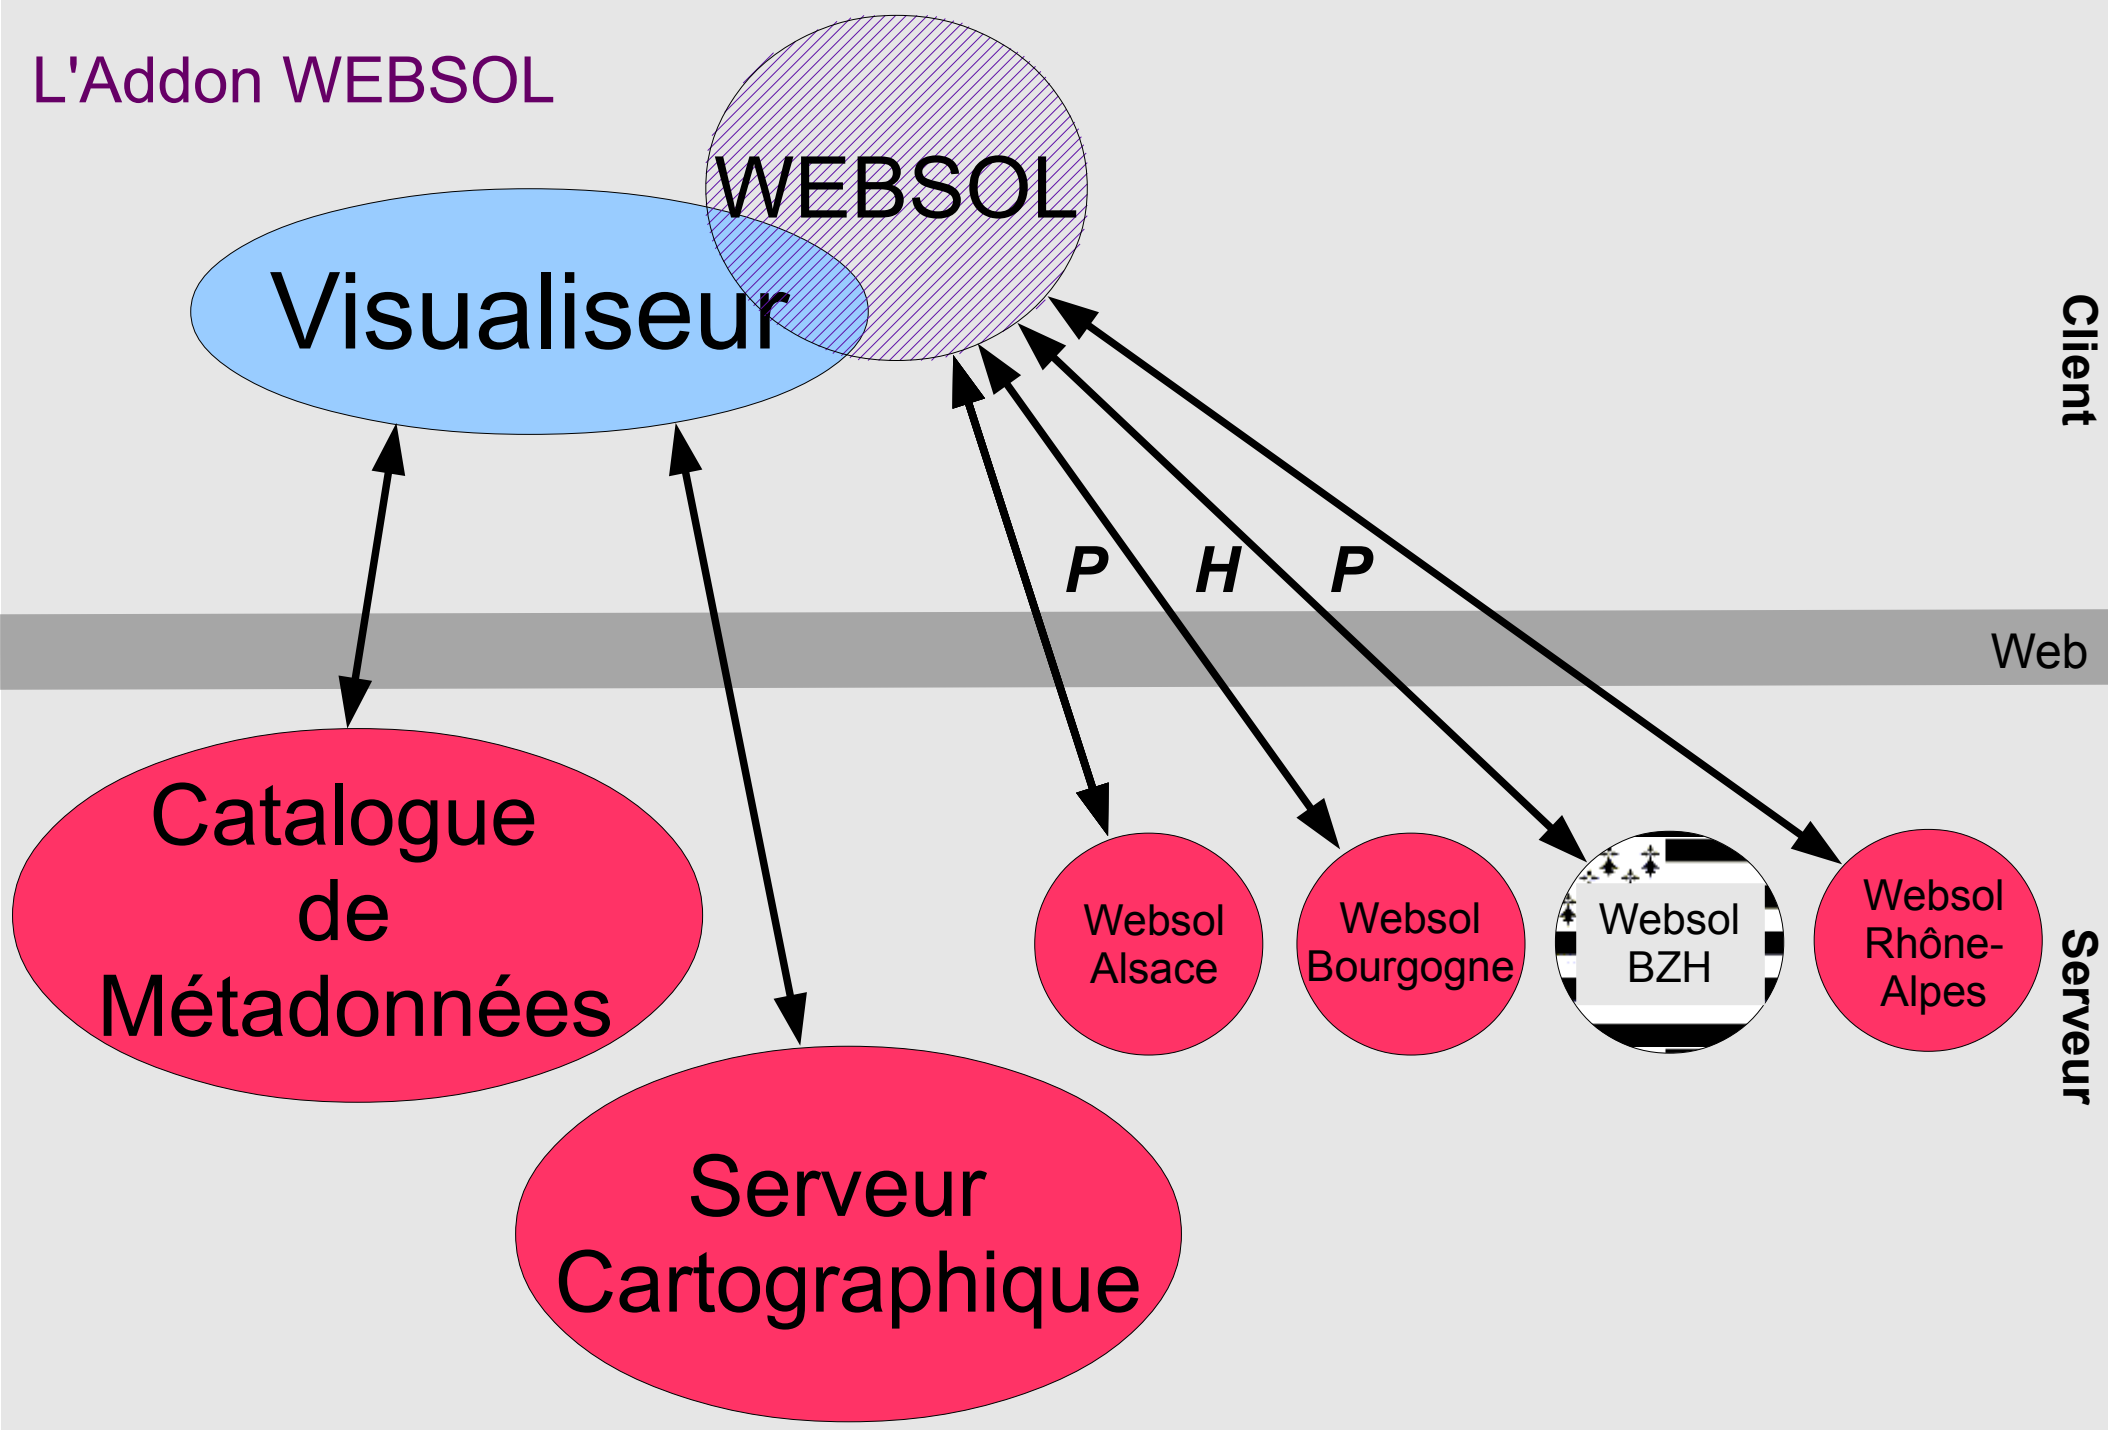 L'Addon WEBSOL
WEBSOL
Visualiseur
Client
P H P
Web
Catalogue
de
Métadonnées
Websol
Alsace
Websol
Bourgogne
Websol
BZH
Websol
Rhône-
Alpes
Serveur
Serveur
Cartographique